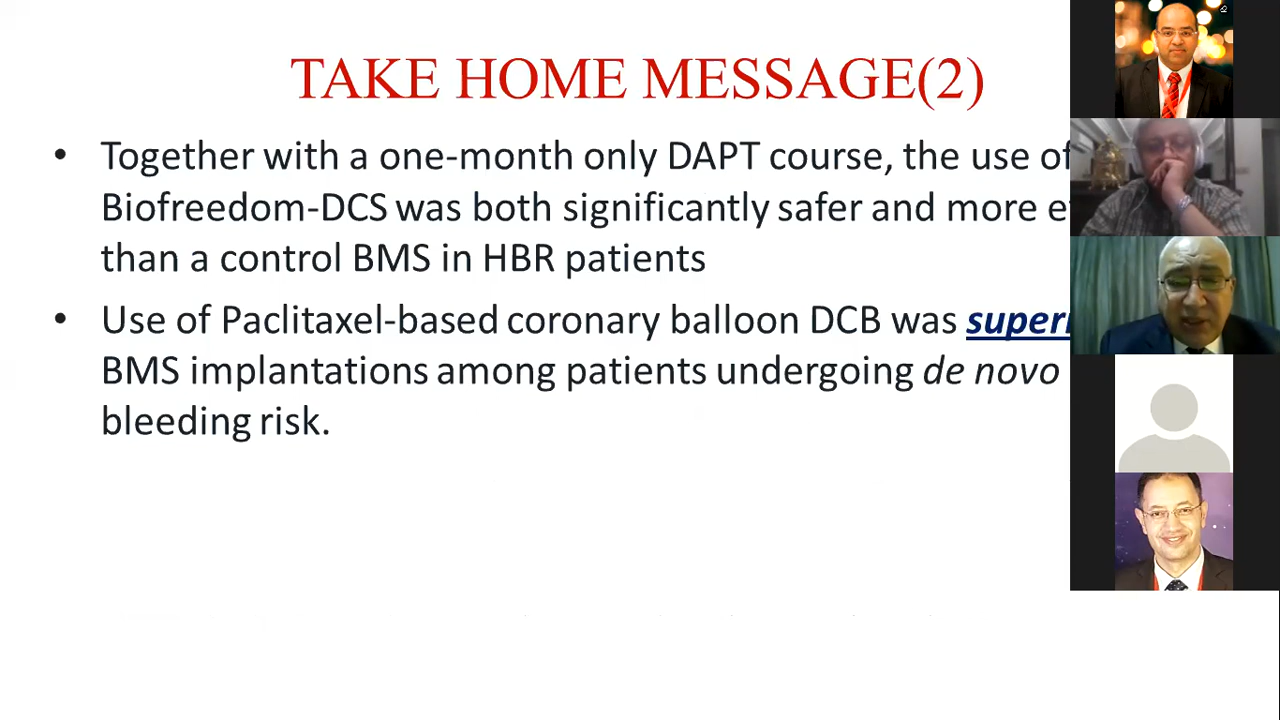 TAKE HOME MESSAGE(2)
• Together with a one-month only DAPT course, the use of
Biofreedom-DCS was both significantly safer and more
than a control BMS in HBR patients
• Use of Paclitaxel-based coronary balloon DCB was
BMS implantations among patients undergoing de novo
bleeding risk.